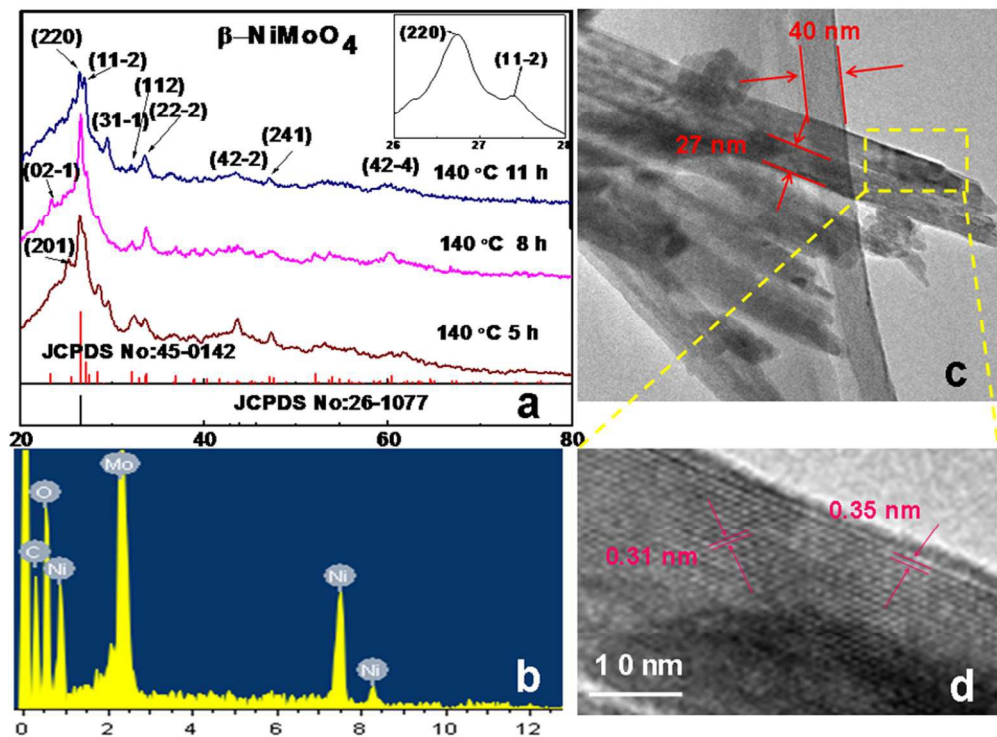 β–NiMoO4
(220)
(11-2)
(31-1)
(112)
(22-2)
(42-2)
(241)
(42-4)
140 °C 11 h
(02-1)
140 °C 8 h
(201)
140 °C 5 h
JCPDS No:45-0142
JCPDS No:26-1077
a
20 40 60 80
(220)
(11-2)
26 27 28
C
O
Ni
Mo
Ni
Ni
b
0 2 4 6 8 10 12
40 nm
27 nm
c
0.31 nm
0.35 nm
10nm
d